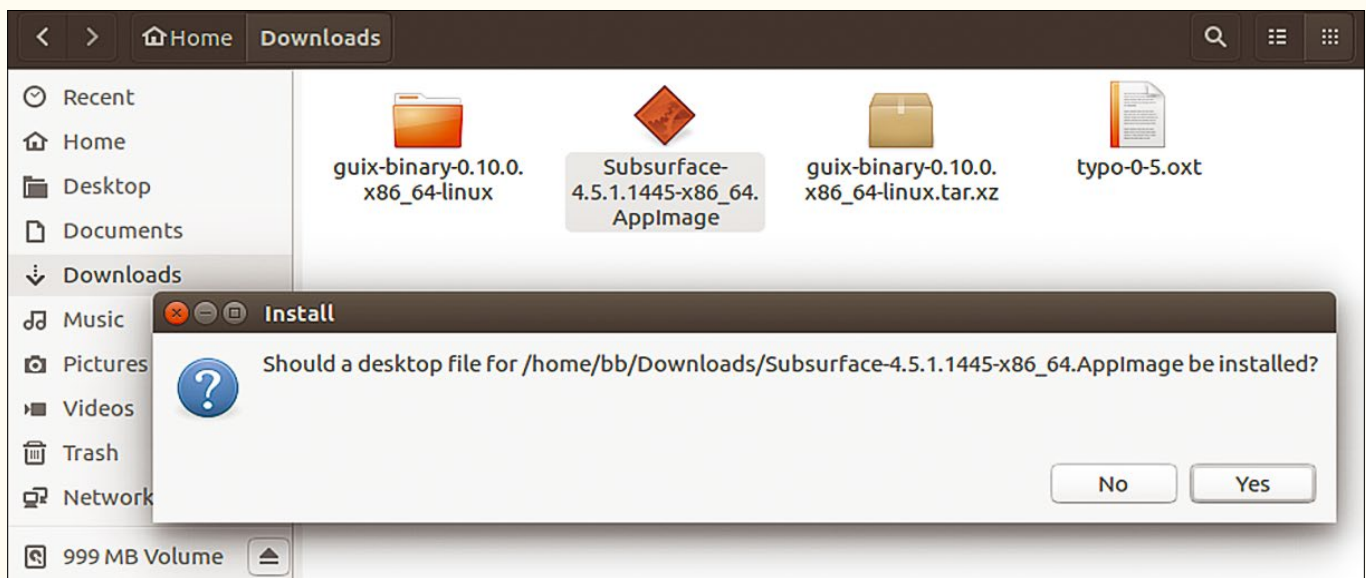 Home Downloads
Recent
Home
Desktop
Documents
Downloads
Music
Pictures
Videos
Trash
Network
999 MB Volume
guix-binary-0.10.0.
x86_64-linux
Subsurface-
4.5.1.1445-x86_64.
AppImage
guix-binary-0.10.0.
x86_64-linux.tar.xz
typo-0-5.oxt
Install
Should a desktop file for /home/bb/Downloads/Subsurface-4.5.1.1445-x86_64.AppImage be installed?
No Yes